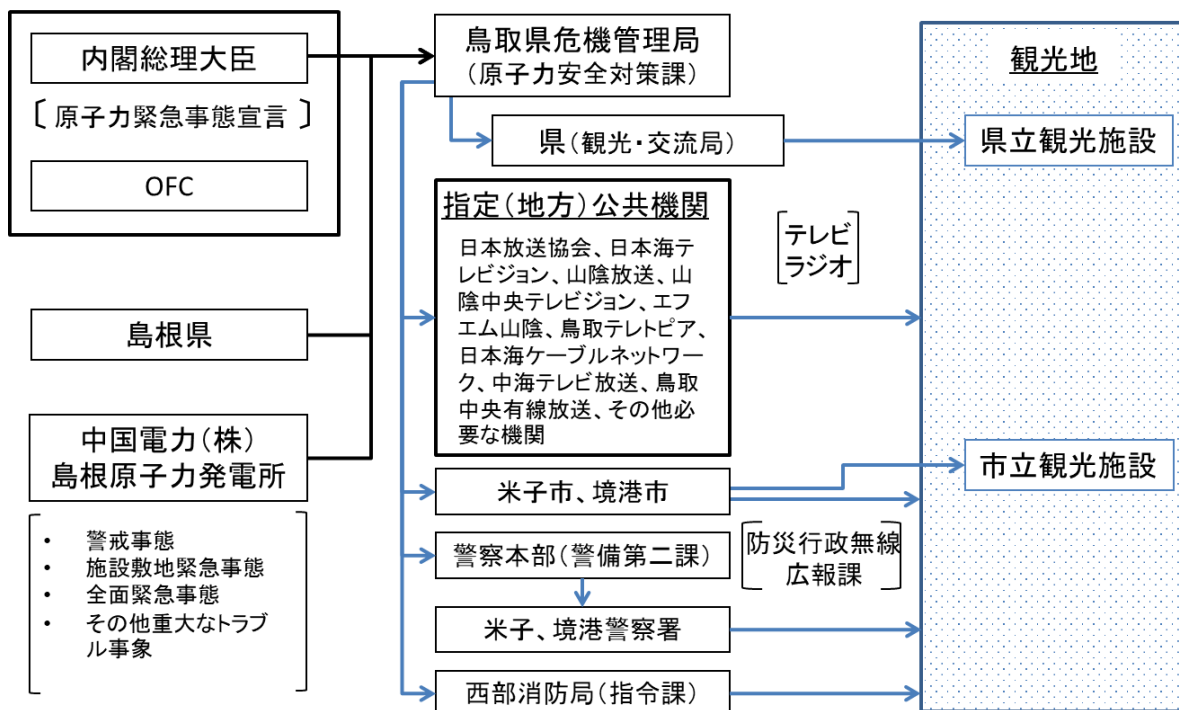 内閣総理大臣
〔 原子力緊急事態宣言 〕
OFC
島根県
中国電力(株)
島根原子力発電所
・ 警戒事態
・ 施設敷地緊急事態
・ 全面緊急事態
・ その他重大なトラブ
ル事象
鳥取県危機管理局
(原子力安全対策課)
県(観光・交流局)
指定(地方)公共機関
日本放送協会、日本海テ
レビジョン、山陰放送、山
陰中央テレビジョン、エフ
エム山陰、鳥取テレトピア、
日本海ケーブルネットワー
ク、中海テレビ放送、鳥取
中央有線放送、その他必
要な機関
米子市、境港市
警察本部(警備第二課)
米子、境港警察署
西部消防局(指令課)
テレビ
ラジオ
防災行政無線
広報課
観光地
県立観光施設
市立観光施設